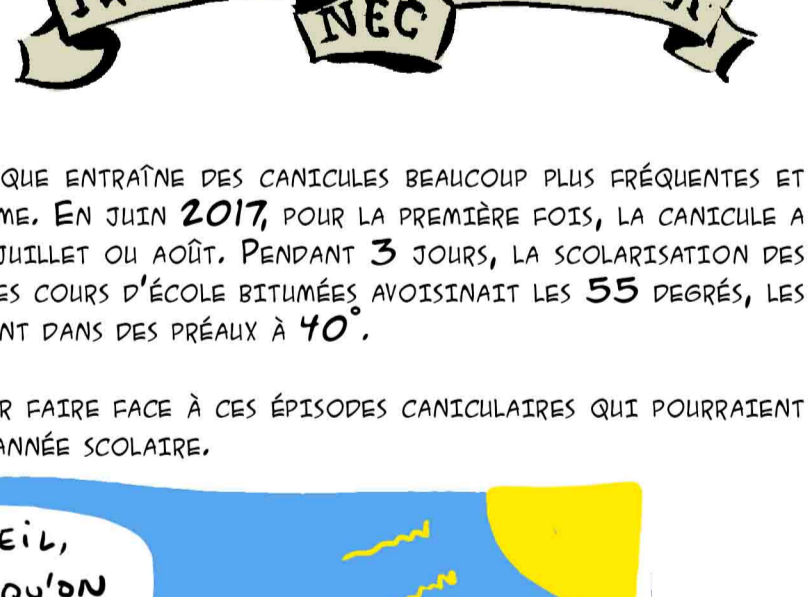 NEC
QUE ENTRAÎNE DES CANICULES BEAUCOUP PLUS FRÉQUENTES ET
ME. EN JUIN 2017, POUR LA PREMIÈRE FOIS, LA CANICULE A
JUILLET OU AOÛT. PENDANT 3 JOURS, LA SCOLARISATION DES
ES COURS D'ÉCOLE BITUMÉES AVOISINAIT LES 55 DEGRÉS, LES
NT DANS DES PRÉAUX À 40°.
R FAIRE FACE À CES ÉPISODES CANICULAIRES QUI POURRAIENT
ANNÉE SCOLAIRE.
EiL,
QU'ON